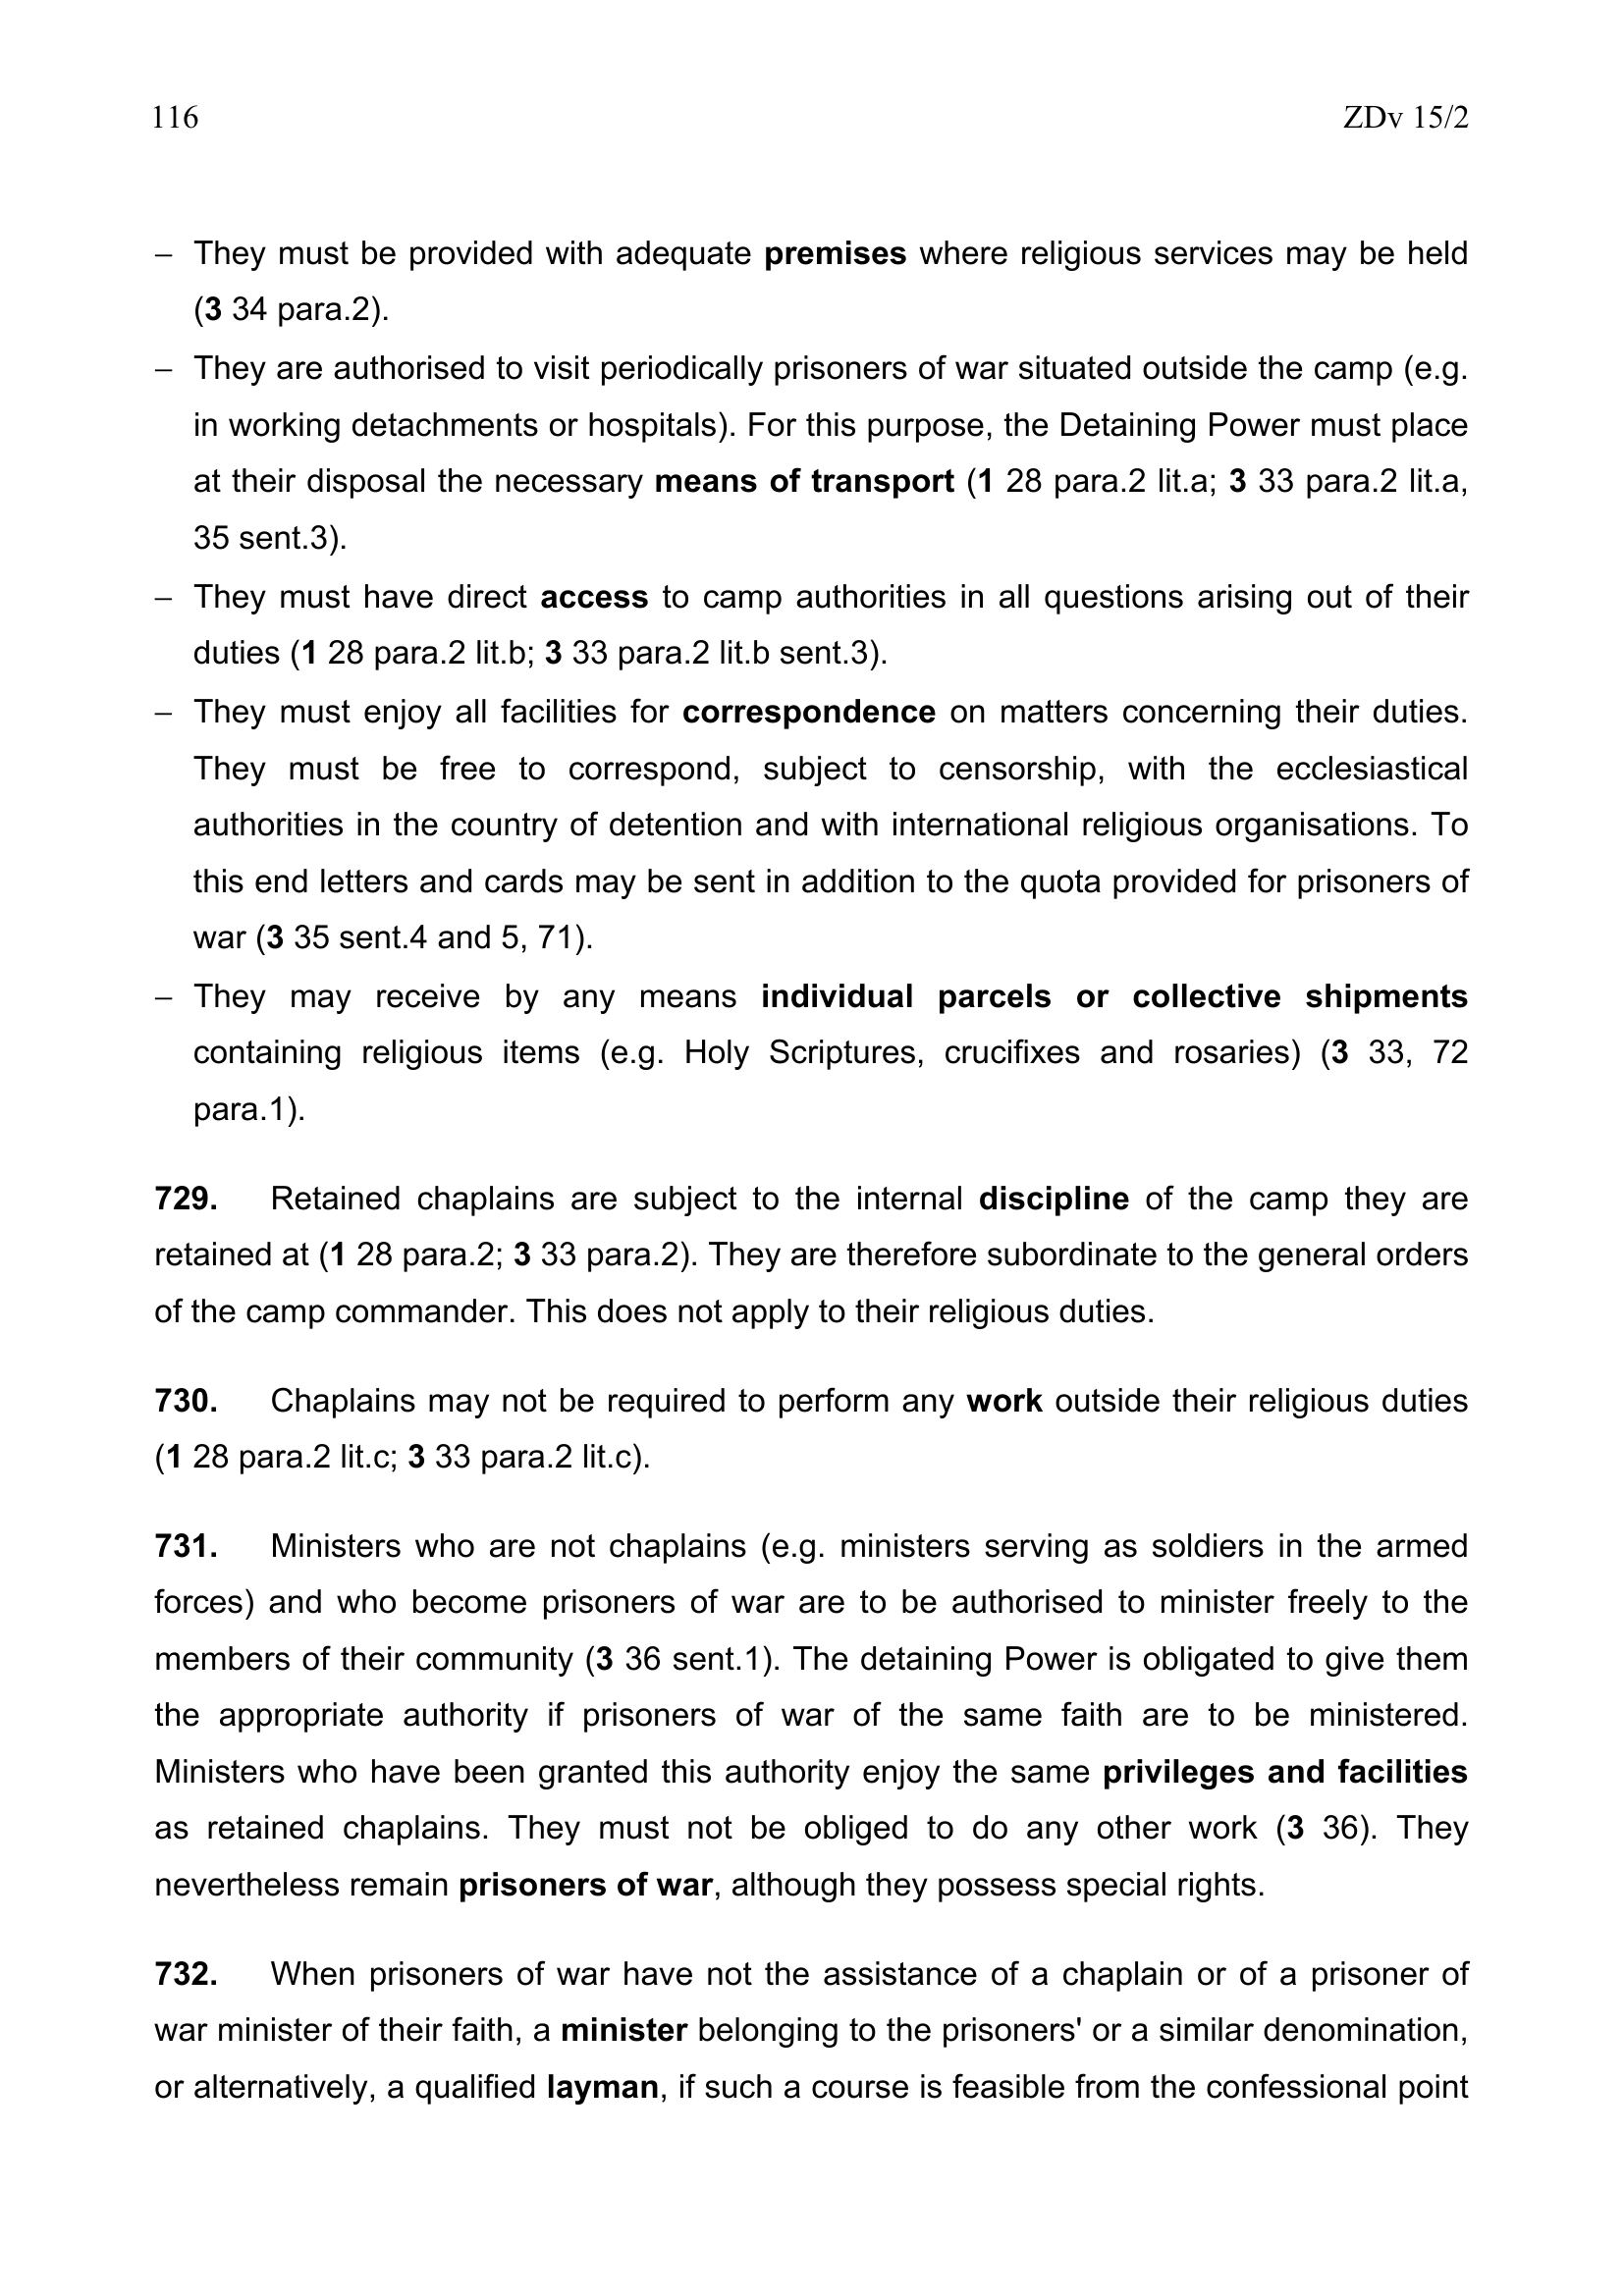 116 ZDv 15/2
– They must be provided with adequate premises where religious services may be held
(3 34 para.2).
– They are authorised to visit periodically prisoners of war situated outside the camp (e.g.
in working detachments or hospitals). For this purpose, the Detaining Power must place
at their disposal the necessary means of transport (1 28 para.2 lit.a; 3 33 para.2 lit.a,
35 sent.3).
– They must have direct access to camp authorities in all questions arising out of their
duties (1 28 para.2 lit.b; 3 33 para.2 lit.b sent.3).
– They must enjoy all facilities for correspondence on matters concerning their duties.
They must be free to correspond, subject to censorship, with the ecclesiastical
authorities in the country of detention and with international religious organisations. To
this end letters and cards may be sent in addition to the quota provided for prisoners of
war (3 35 sent.4 and 5, 71).
– They may receive by any means individual parcels or collective shipments
containing religious items (e.g. Holy Scriptures, crucifixes and rosaries) (3 33, 72
para.1).
729. Retained chaplains are subject to the internal discipline of the camp they are
retained at (1 28 para.2; 3 33 para.2). They are therefore subordinate to the general orders
of the camp commander. This does not apply to their religious duties.
730. Chaplains may not be required to perform any work outside their religious duties
(1 28 para.2 lit.c; 3 33 para.2 lit.c).
731. Ministers who are not chaplains (e.g. ministers serving as soldiers in the armed
forces) and who become prisoners of war are to be authorised to minister freely to the
members of their community (3 36 sent.1). The detaining Power is obligated to give them
the appropriate authority if prisoners of war of the same faith are to be ministered.
Ministers who have been granted this authority enjoy the same privileges and facilities
as retained chaplains. They must not be obliged to do any other work (3 36). They
nevertheless remain prisoners of war, although they possess special rights.
732. When prisoners of war have not the assistance of a chaplain or of a prisoner of
war minister of their faith, a minister belonging to the prisoners' or a similar denomination,
or alternatively, a qualified layman, if such a course is feasible from the confessional point